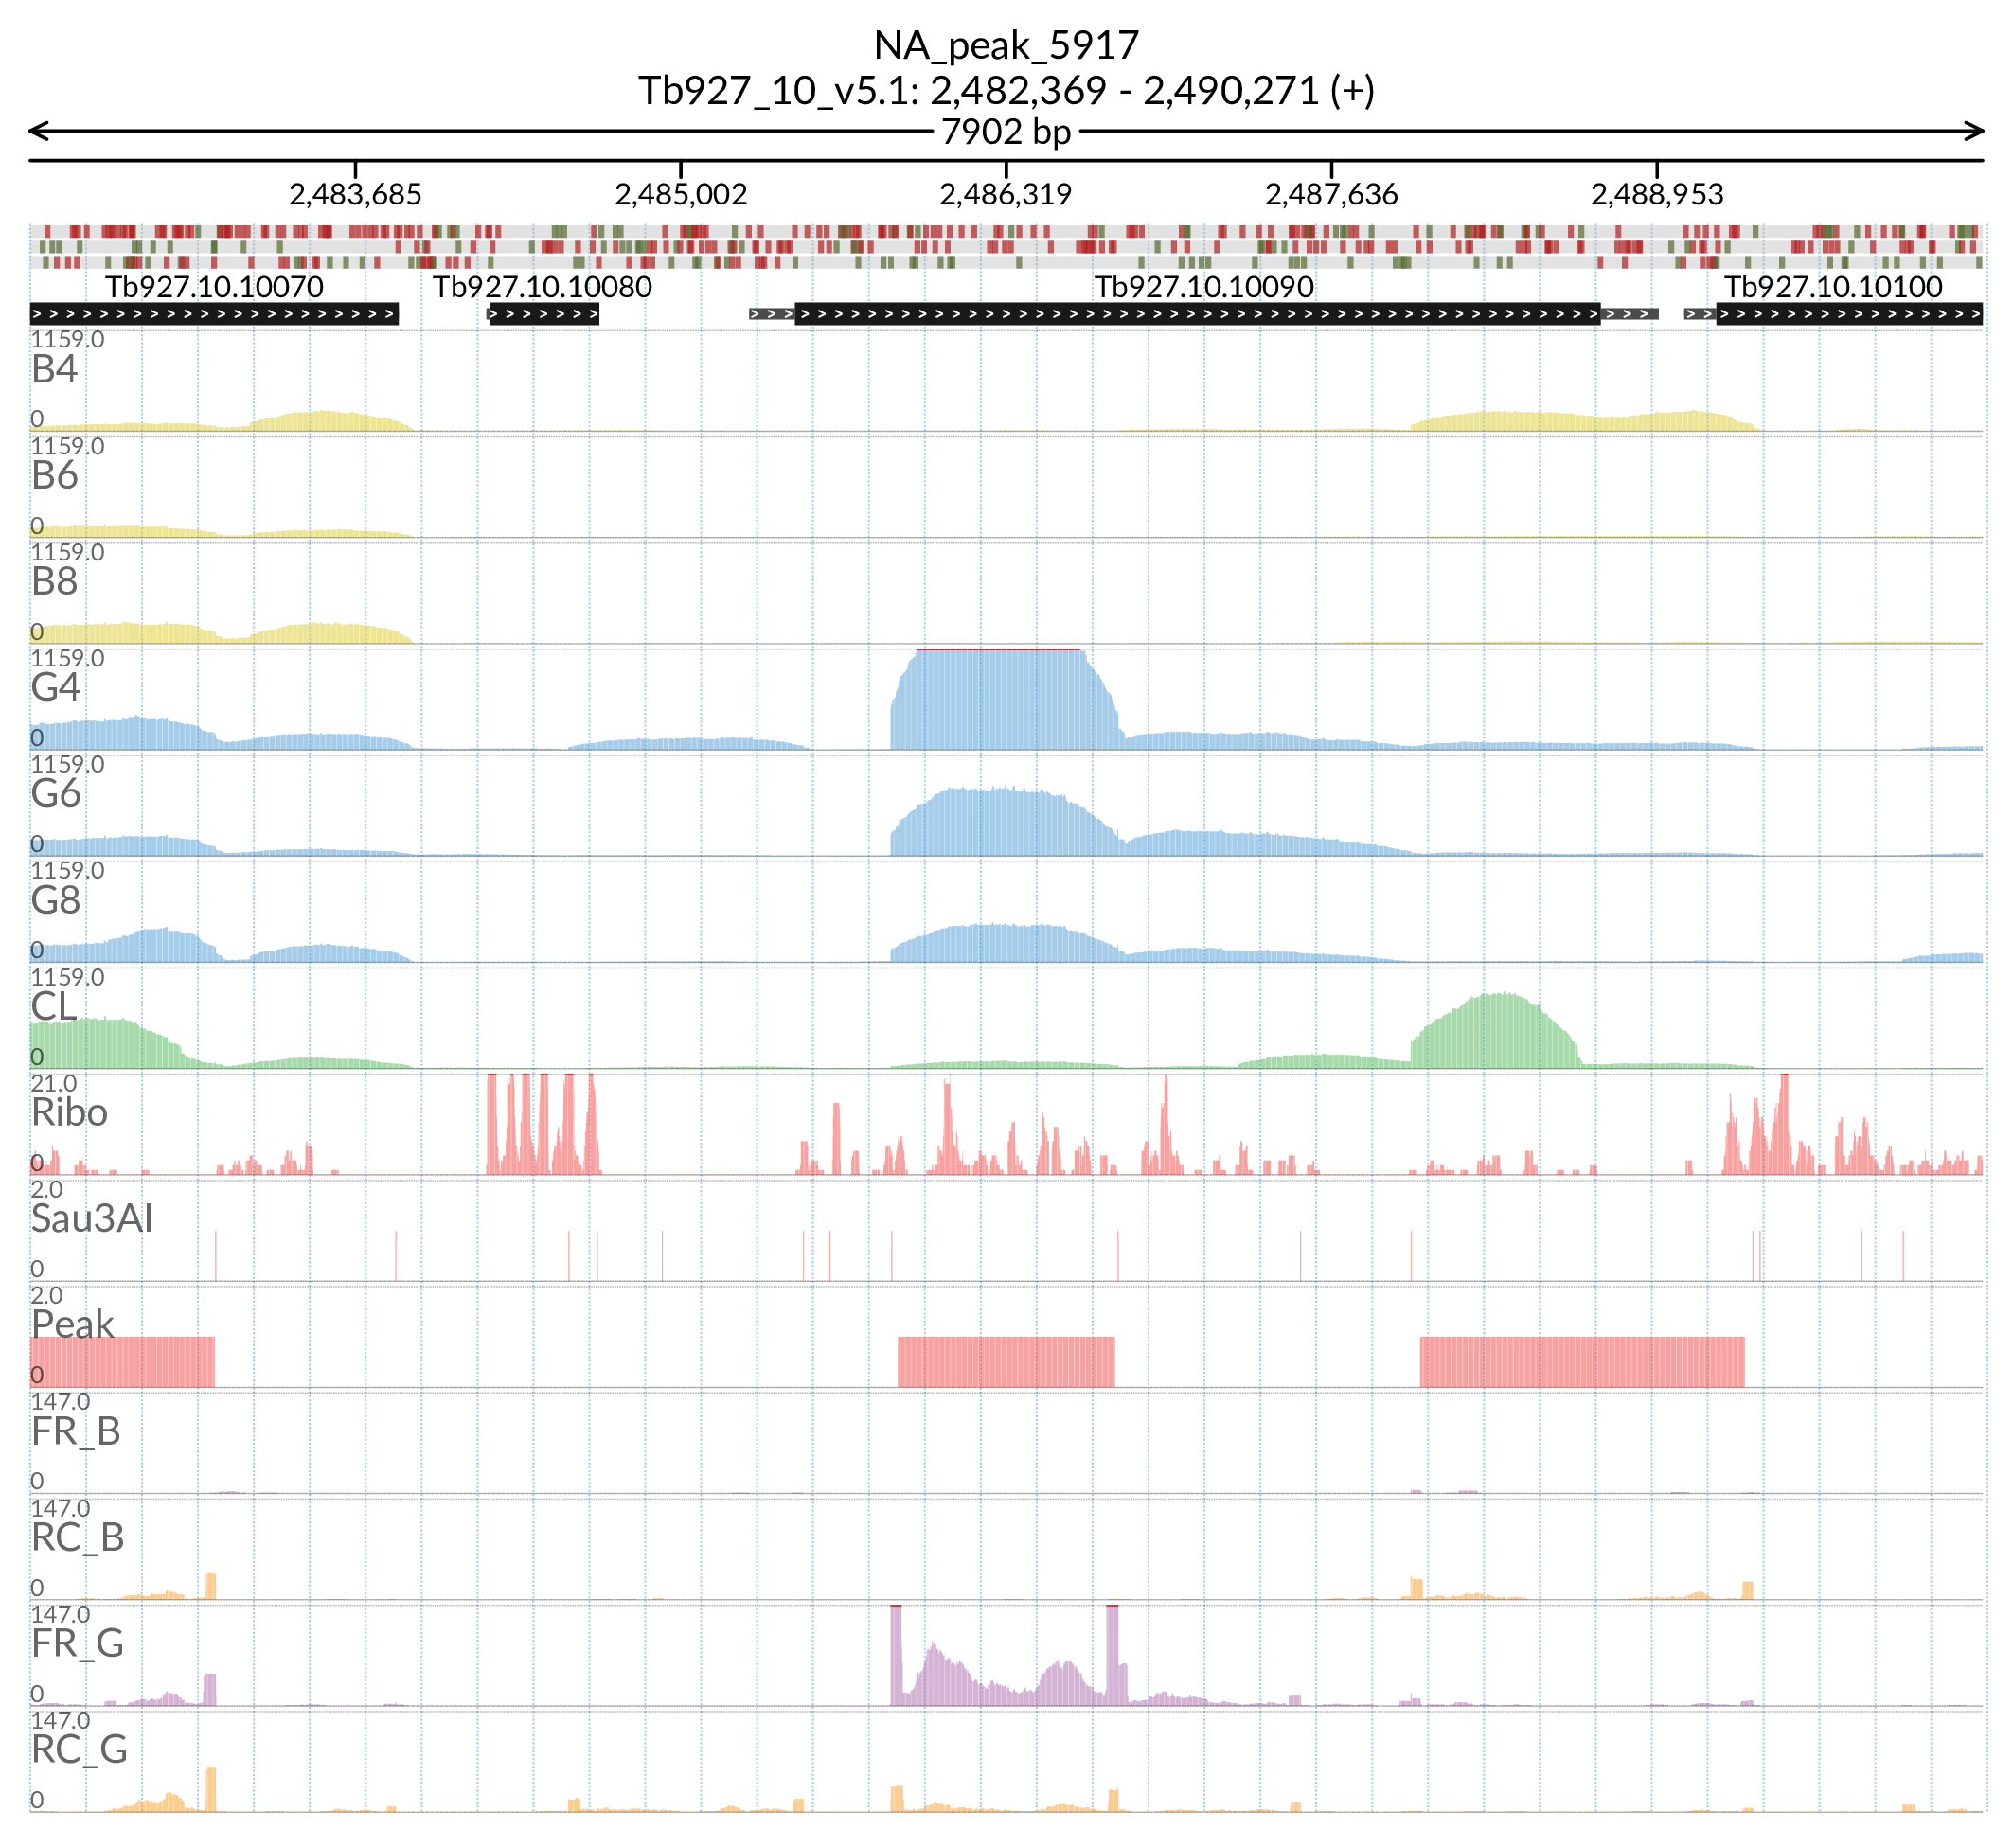 NA_peak_5917
Tb927_10_v5.1: 2,482,369 - 2,490,271 (+)
7902 bp
2,483,685 2,485,002 2,486,319 2,487,636 2,488,953
Tb927.10.10070 Tb927.10.10080 Tb927.10.10090 Tb927.10.10100
1159.0
B4
0
1159.0
B6
0
1159.0
B8
0
1159.0
G4
0
1159.0
G6
0
1159.0
G8
0
1159.0
CL
0
21.0
Ribo
0
2.0
Sau3AI
0
2.0
Peak
0
147.0
FR_B
0
147.0
RC_B
0
147.0
FR_G
0
147.0
RC_G
0